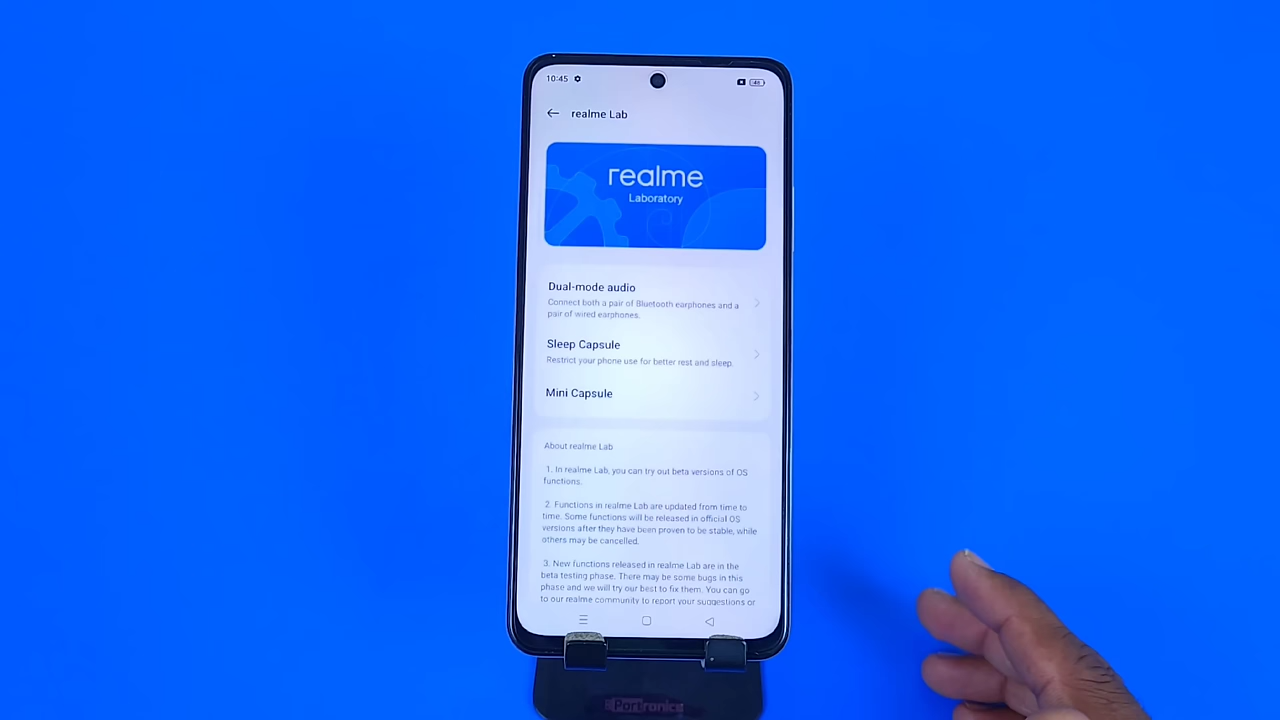 10:45
48
realme Lab
realme
Laboratory
Dual-mode audio
Connect both a pair of Bluetooth earphones and a
pair of wired earphones.
Sleep Capsule
Restrict your phone use for better rest and sleep.
Mini Capsule
About realme Lab
1. In realme Lab, you can try out beta versions of OS
functions.
2. Functions in realme Lab are updated from time to
time. Some functions will be released in official OS
versions after they have been proven to be stable, while
others may be cancelled.
3. New functions released in realme Lab are in the
beta testing phase. There may be some bugs in this
phase and we will try our best to fix them. You can go
to our realme community to report your suggestions or
Portronics